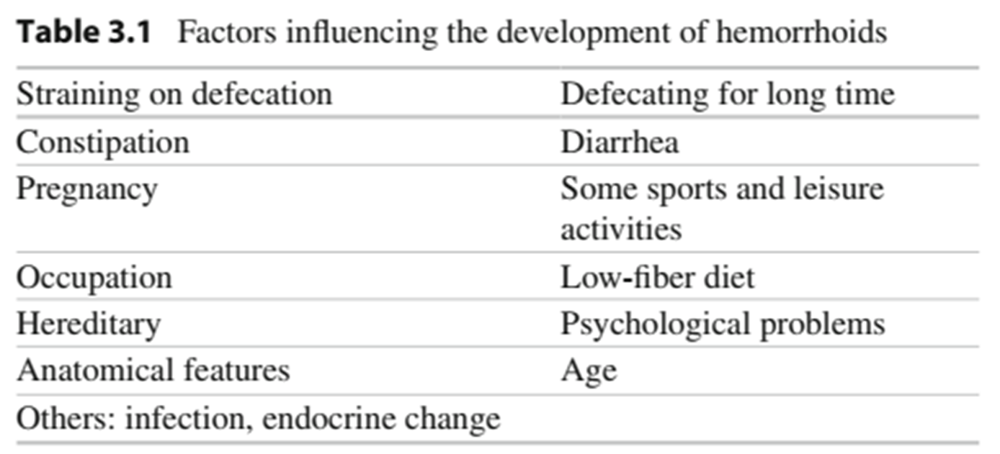 Table 3.1 Factors influencing the development of hemorrhoids
Straining on defecation Defecating for long time
Constipation Diarrhea
Pregnancy Some sports and leisure
activities
Occupation Low-fiber diet
Hereditary Psychological problems
Anatomical features Age
Others: infection, endocrine change